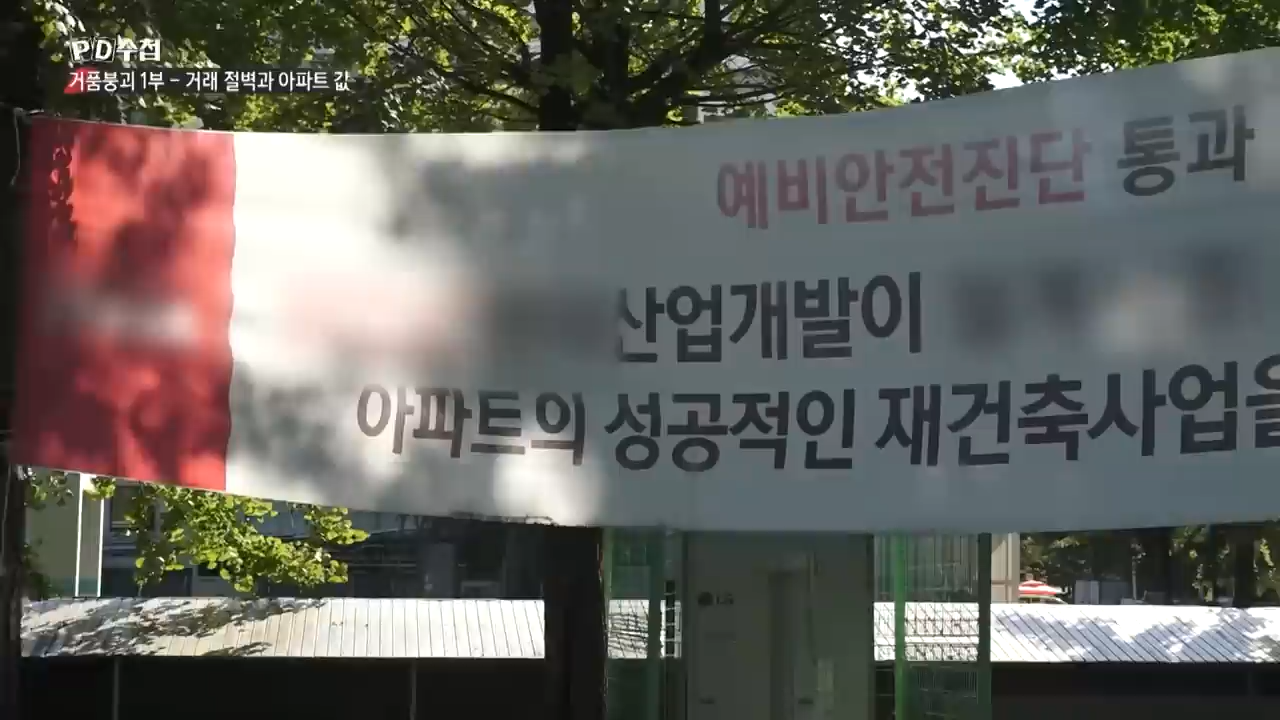 PD수첩
거품붕괴 1부 – 거래 절벽과 아파트 값
예비안전진단 통과
산업개발이
아파트의 성공적인 재건축사업을
LG